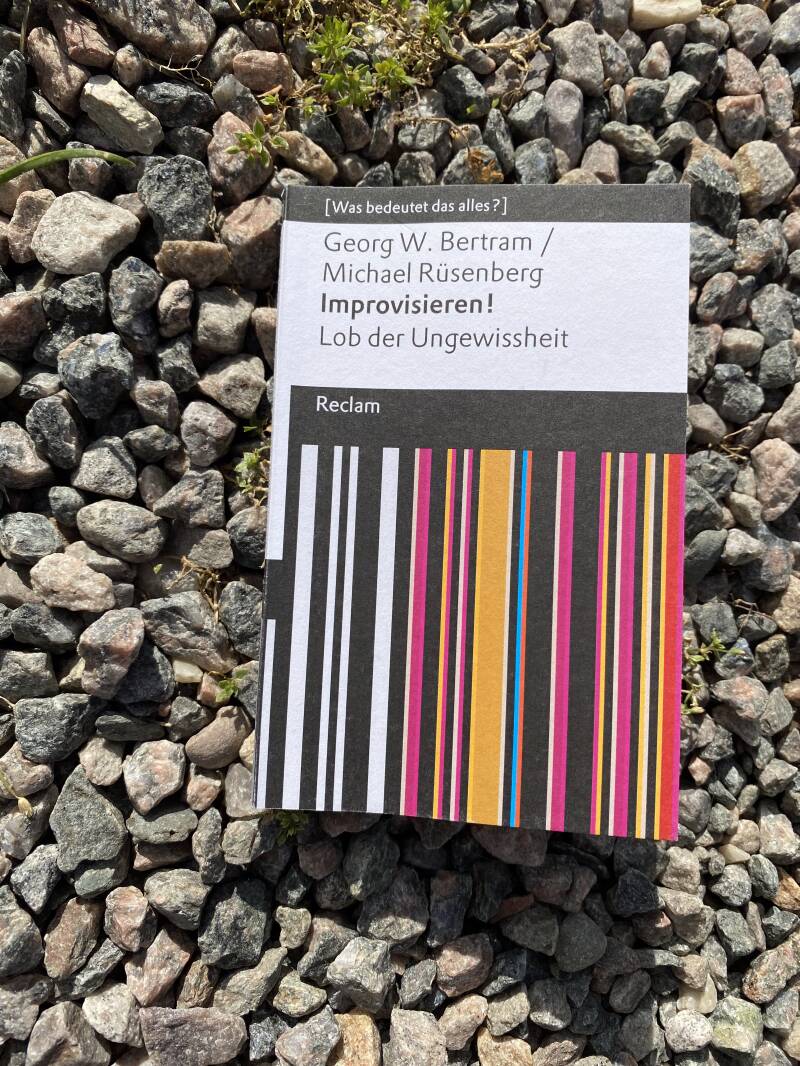 [Was bedeutet das alles?]
Georg W. Bertram /
Michael Rüsenberg
Improvisieren!
Lob der Ungewissheit
Reclam